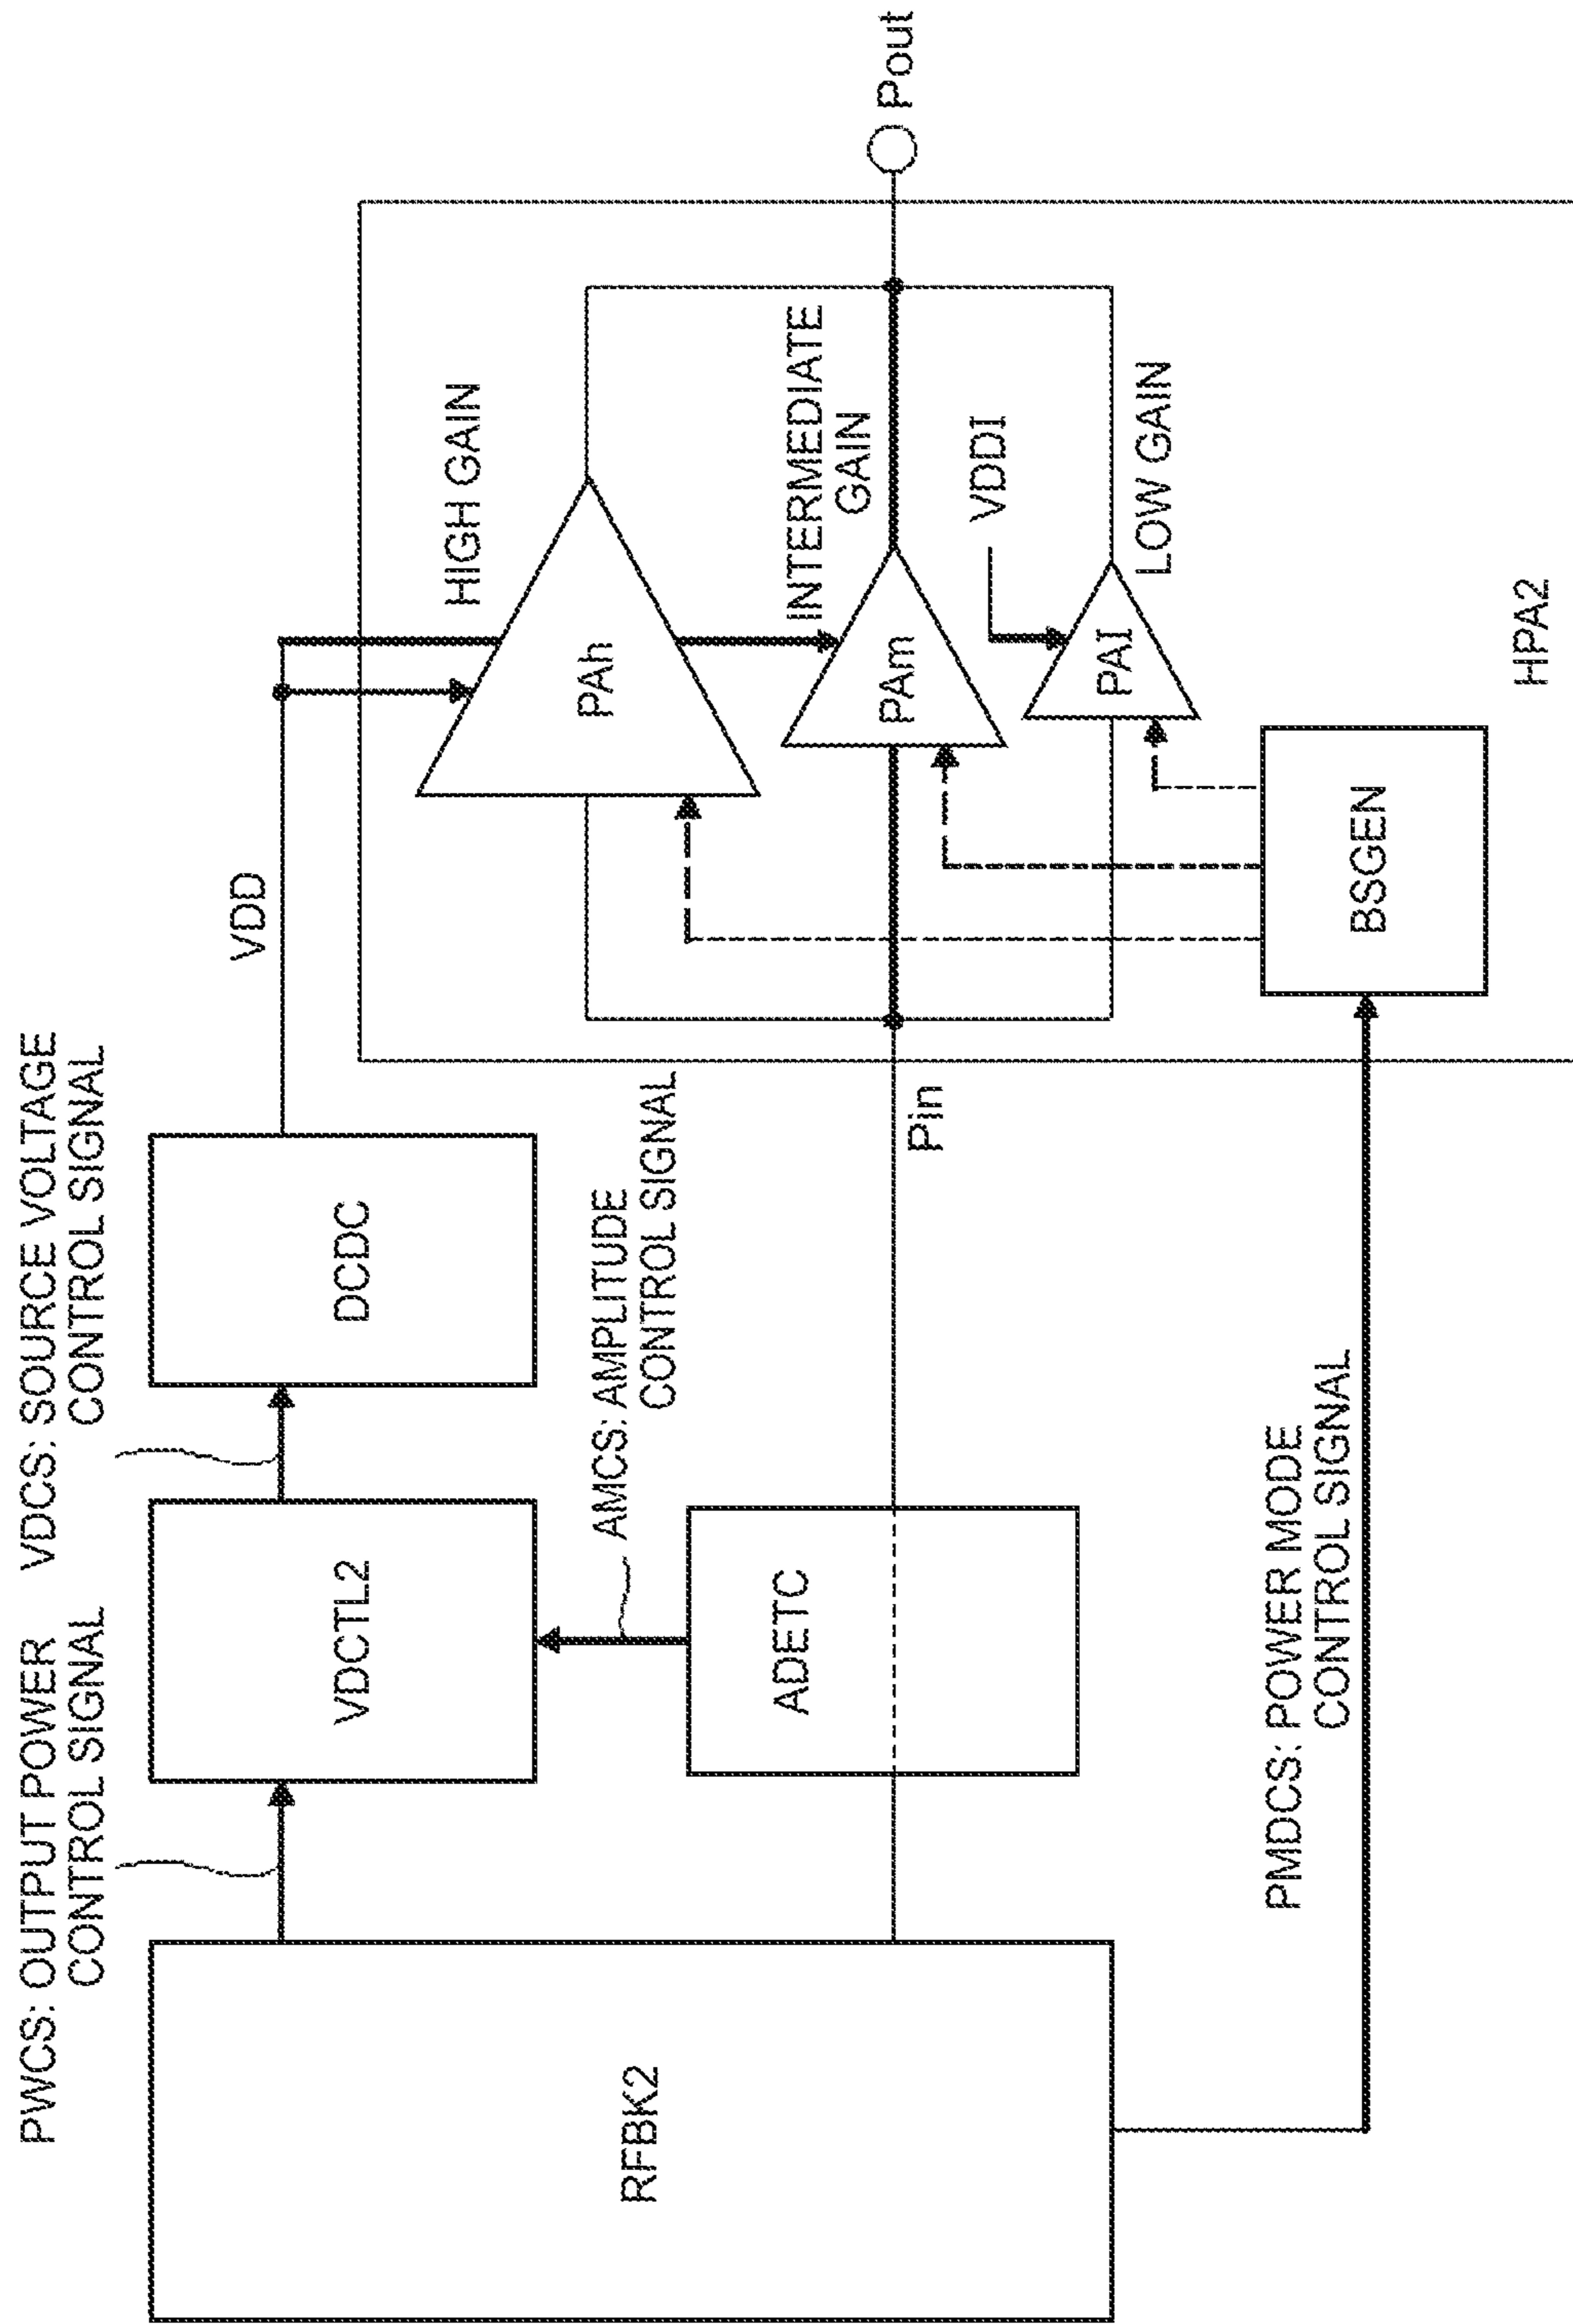 PWCS: OUTPUT POWER
CONTROL SIGNAL
VDCS: SOURCE VOLTAGE
CONTROL SIGNAL
RFBK2
VDCTL2
DCDC
VDD
AMCS: AMPLITUDE
CONTROL SIGNAL
ADETC
Pin
HIGH GAIN
PAh
INTERMEDIATE
GAIN
PAm
VDDI
PAI
LOW GAIN
Pout
PMDCS: POWER MODE
CONTROL SIGNAL
BSGEN
HPA2